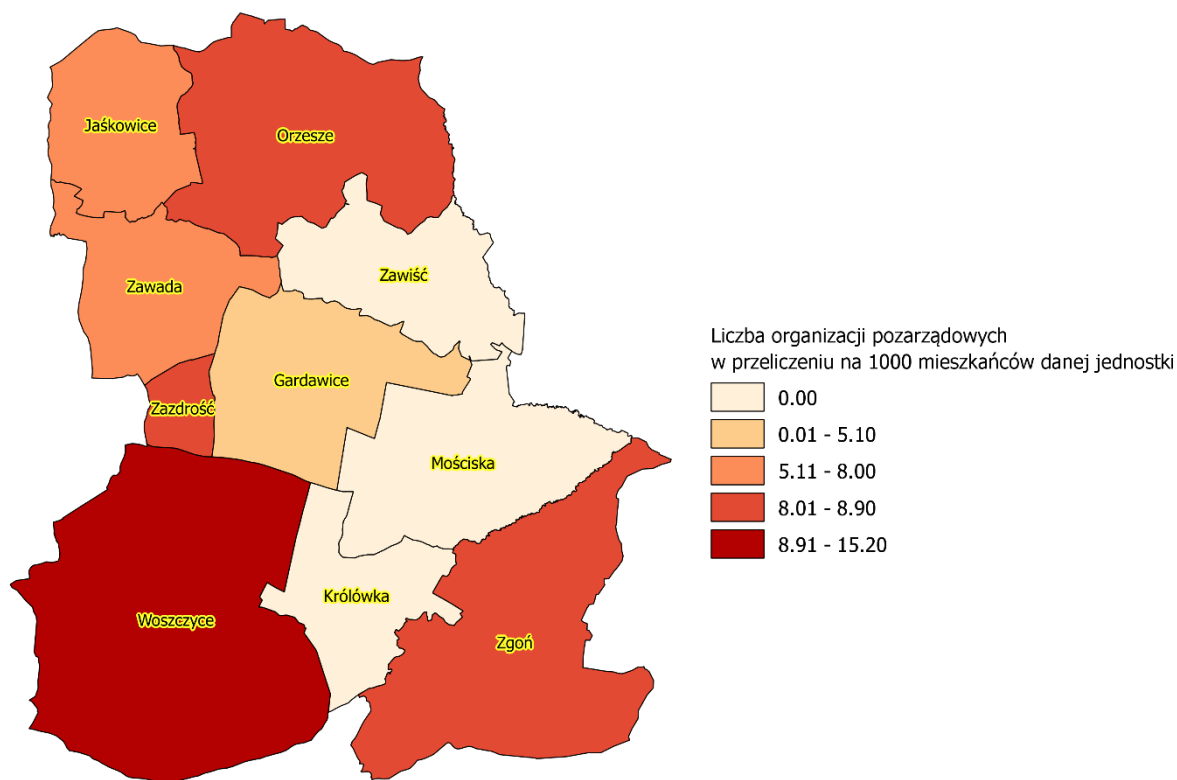 Jaśkowice
Orzesze
Zawiść
Zawada
Gardawice
Zazdrość
Mościska
Królówka
Woszczyce
Zgoń
Liczba organizacji pozarządowych
w przeliczeniu na 1000 mieszkańców danej jednostki
0.00
0.01 - 5.10
5.11 - 8.00
8.01 - 8.90
8.91 - 15.20